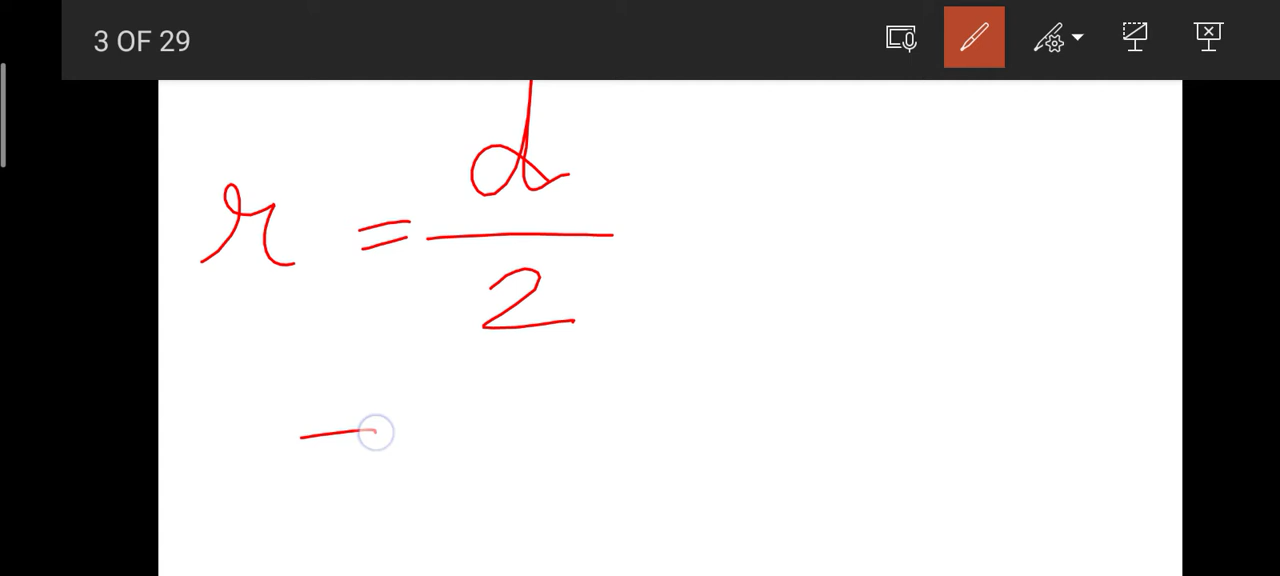 3 OF 29
r = d/2